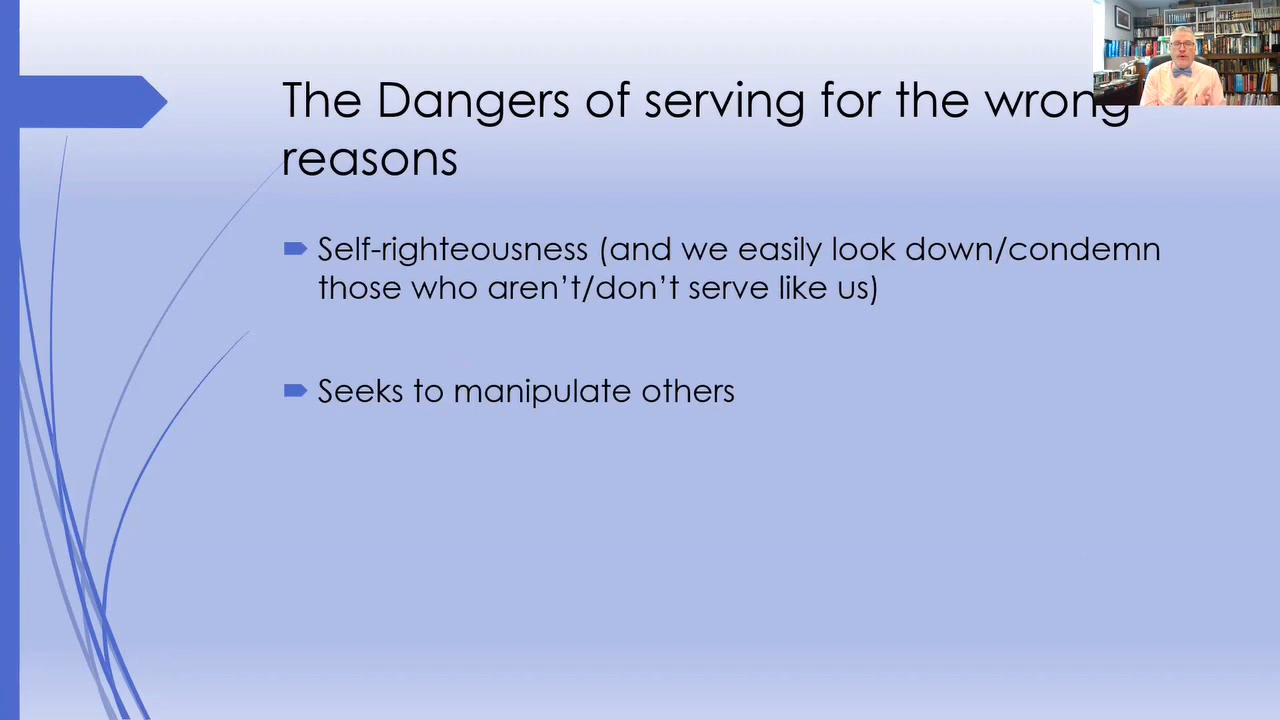 The Dangers of serving for the wrong
reasons
Self-righteousness (and we easily look down/condemn
those who aren’t/don’t serve like us)
Seeks to manipulate others